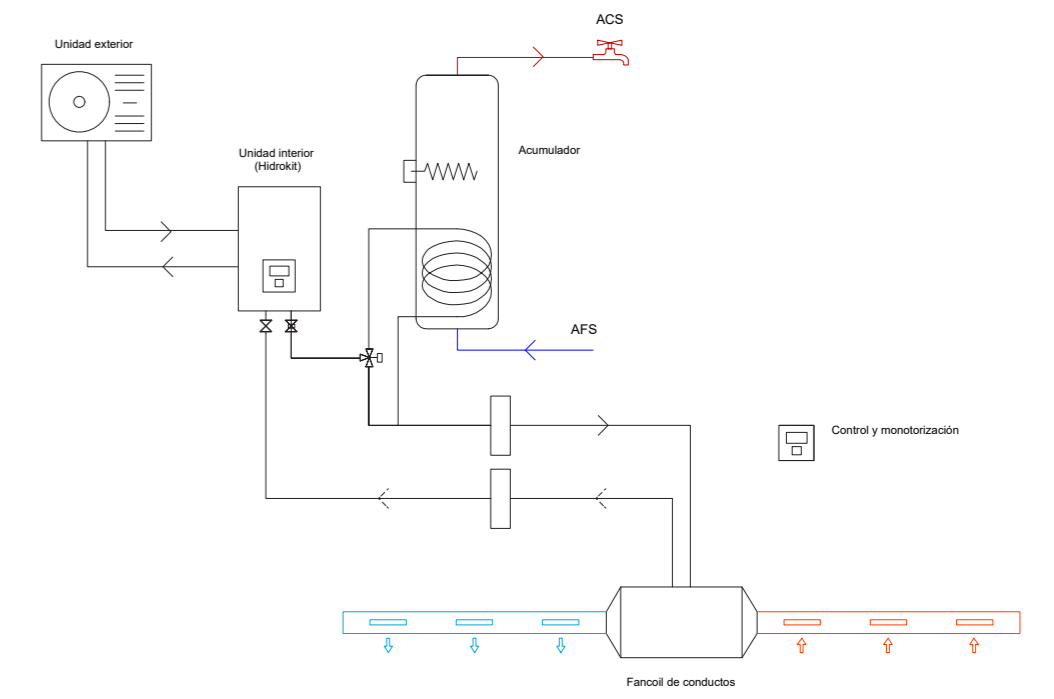 ACS
Unidad exterior
Unidad interior
(Hidrokit)
Acumulador
AFS
Control y monotorización
Fancoil de conductos